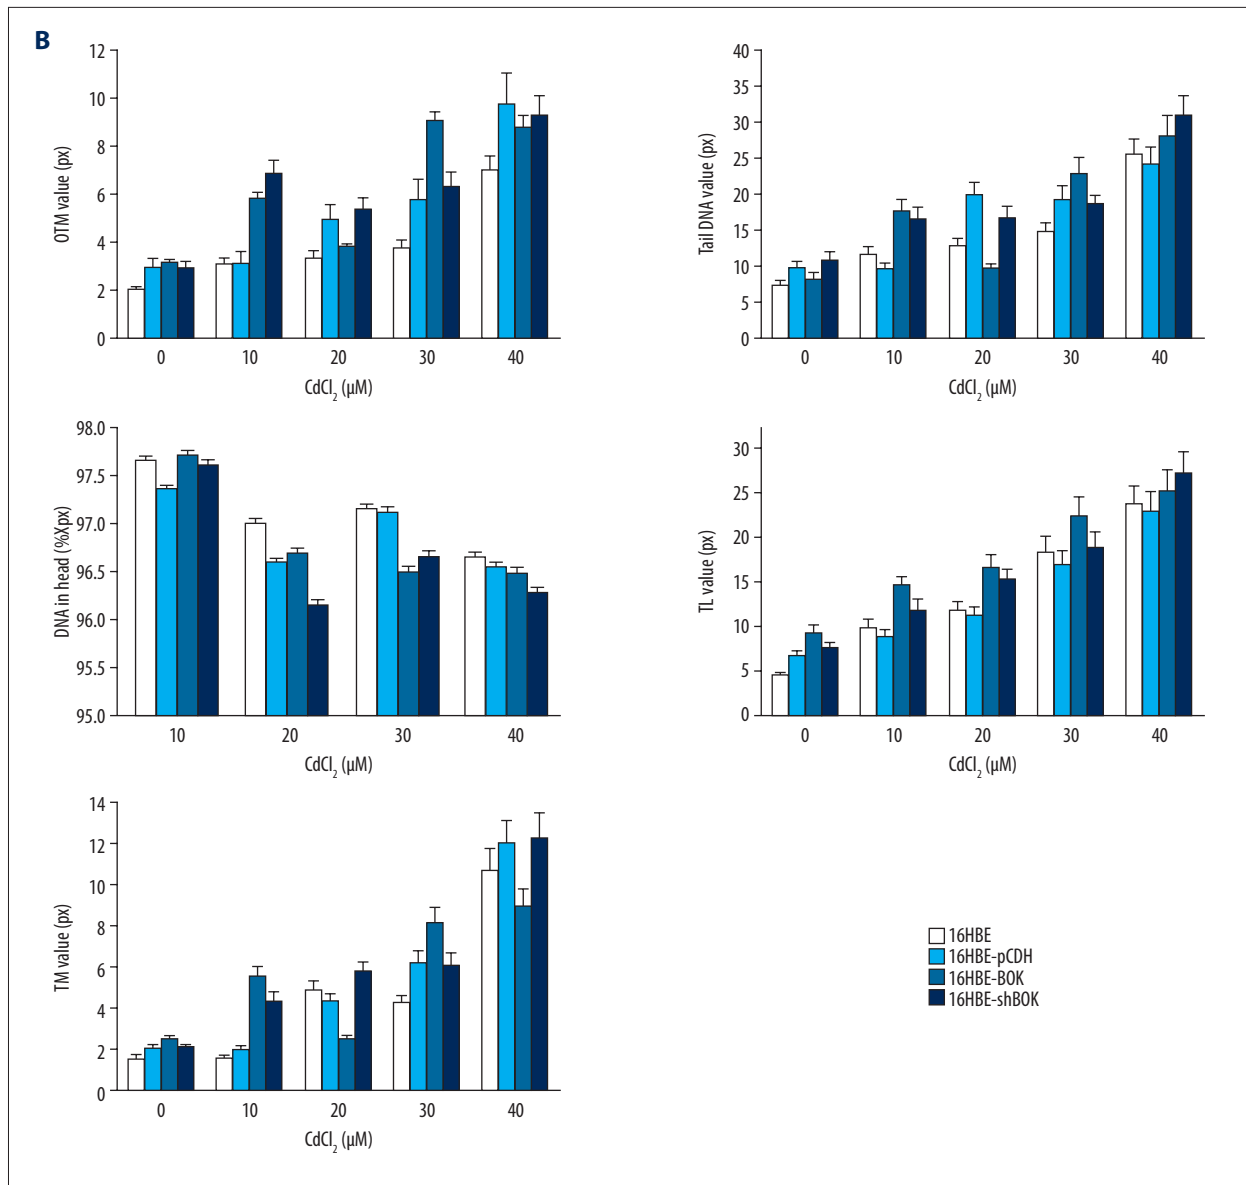 B
12
10
8
6
4
2
0
OTM value (px)
0 10 20 30 40
CdCl₂ (µM)
40
35
30
25
20
15
10
5
0
Tail DNA value (px)
0 10 20 30 40
CdCl₂ (µM)
98.0
97.5
97.0
96.5
96.0
95.5
95.0
DNA in head (%Xpx)
10 20 30 40
CdCl₂ (µM)
30
25
20
15
10
5
0
TL value (px)
0 10 20 30 40
CdCl₂ (µM)
14
12
10
8
6
4
2
0
TM value (px)
0 10 20 30 40
CdCl₂ (µM)
16HBE
16HBE-pCDH
16HBE-BOK
16HBE-shBOK